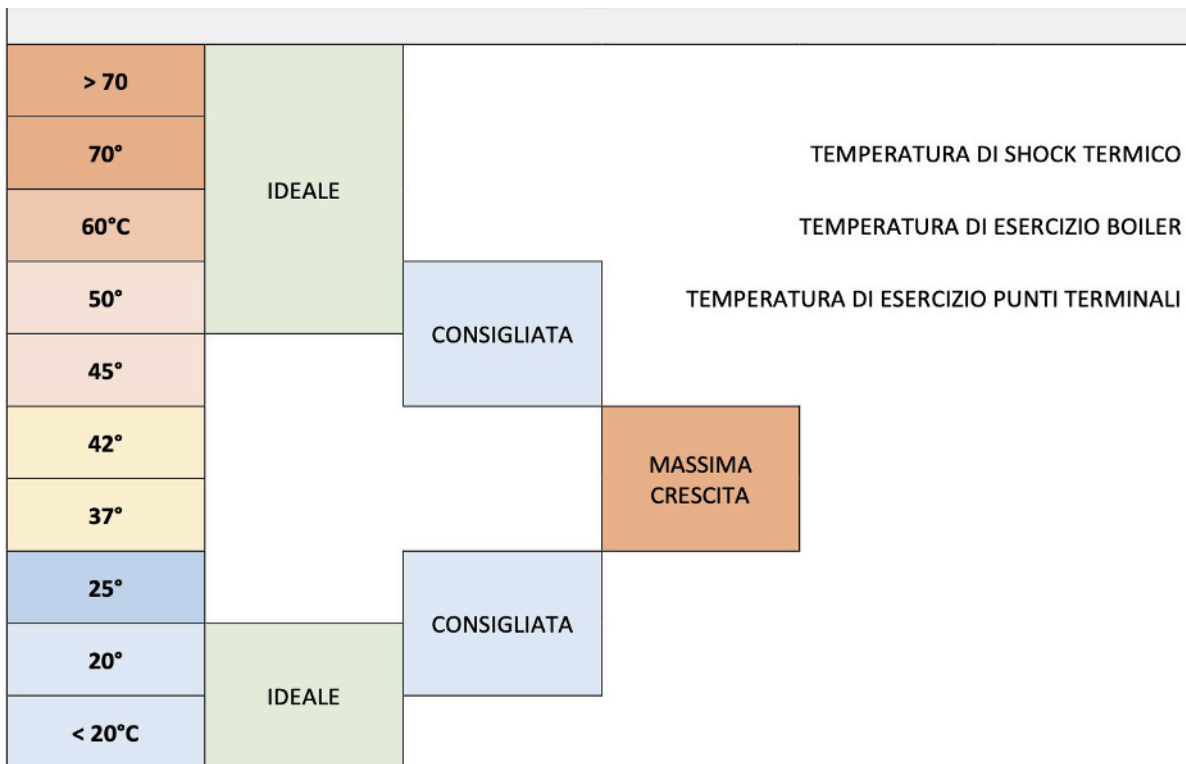 > 70
70°
IDEALE
TEMPERATURA DI SHOCK TERMICO
60°C
TEMPERATURA DI ESERCIZIO BOILER
50°
TEMPERATURA DI ESERCIZIO PUNTI TERMINALI
CONSIGLIATA
45°
42°
MASSIMA
CRESCITA
37°
25°
CONSIGLIATA
20°
IDEALE
< 20°C